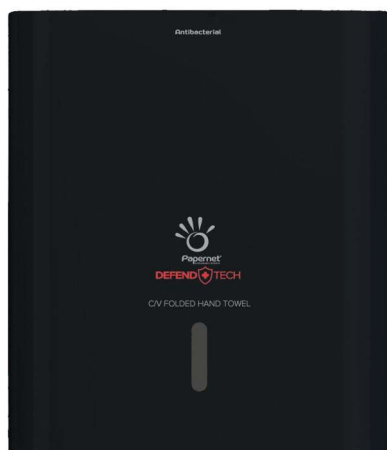 Antibacterial
Papernet
DEFEND TECH
C/V FOLDED HAND TOWEL